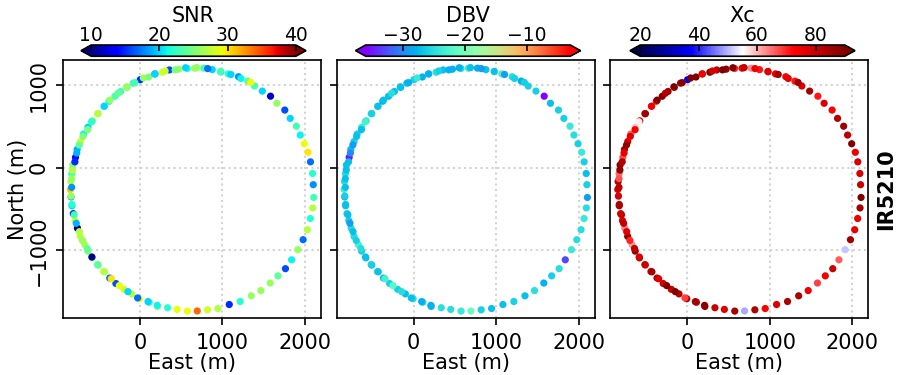 SNR DBV Xc
10 20 30 40 −30 −20 −10 20 40 60 80
1000
0
−1000
North (m)
IR5210
0 1000 2000 0 1000 2000 0 1000 2000
East (m) East (m) East (m)